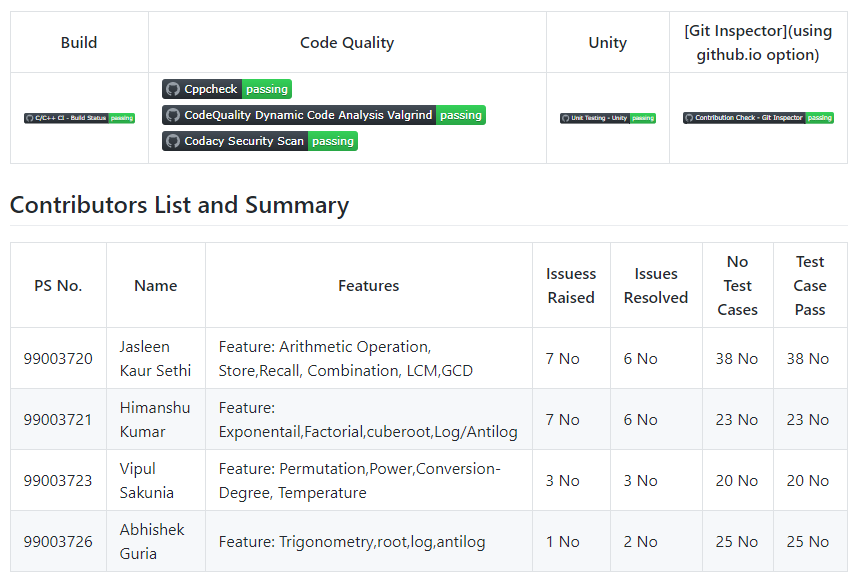 Build Code Quality Unity [Git Inspector](using
github.io option)
C/C++ CI - Build Status passing
Cppcheck passing
CodeQuality Dynamic Code Analysis Valgrind passing
Codacy Security Scan passing
Unit Testing - Unity passing
Contribution Check - Git Inspector passing
Contributors List and Summary
PS No. Name Features Issuess
Raised Issues
Resolved No
Test
Cases Test
Case
Pass
99003720 Jasleen
Kaur Sethi Feature: Arithmetic Operation,
Store,Recall, Combination, LCM,GCD 7 No 6 No 38 No 38 No
99003721 Himanshu
Kumar Feature:
Exponentail,Factorial,cuberoot,Log/Antilog 7 No 6 No 23 No 23 No
99003723 Vipul
Sakunia Feature: Permutation,Power,Conversion-
Degree, Temperature 3 No 3 No 20 No 20 No
99003726 Abhishek
Guria Feature: Trigonometry,root,log,antilog 1 No 2 No 25 No 25 No